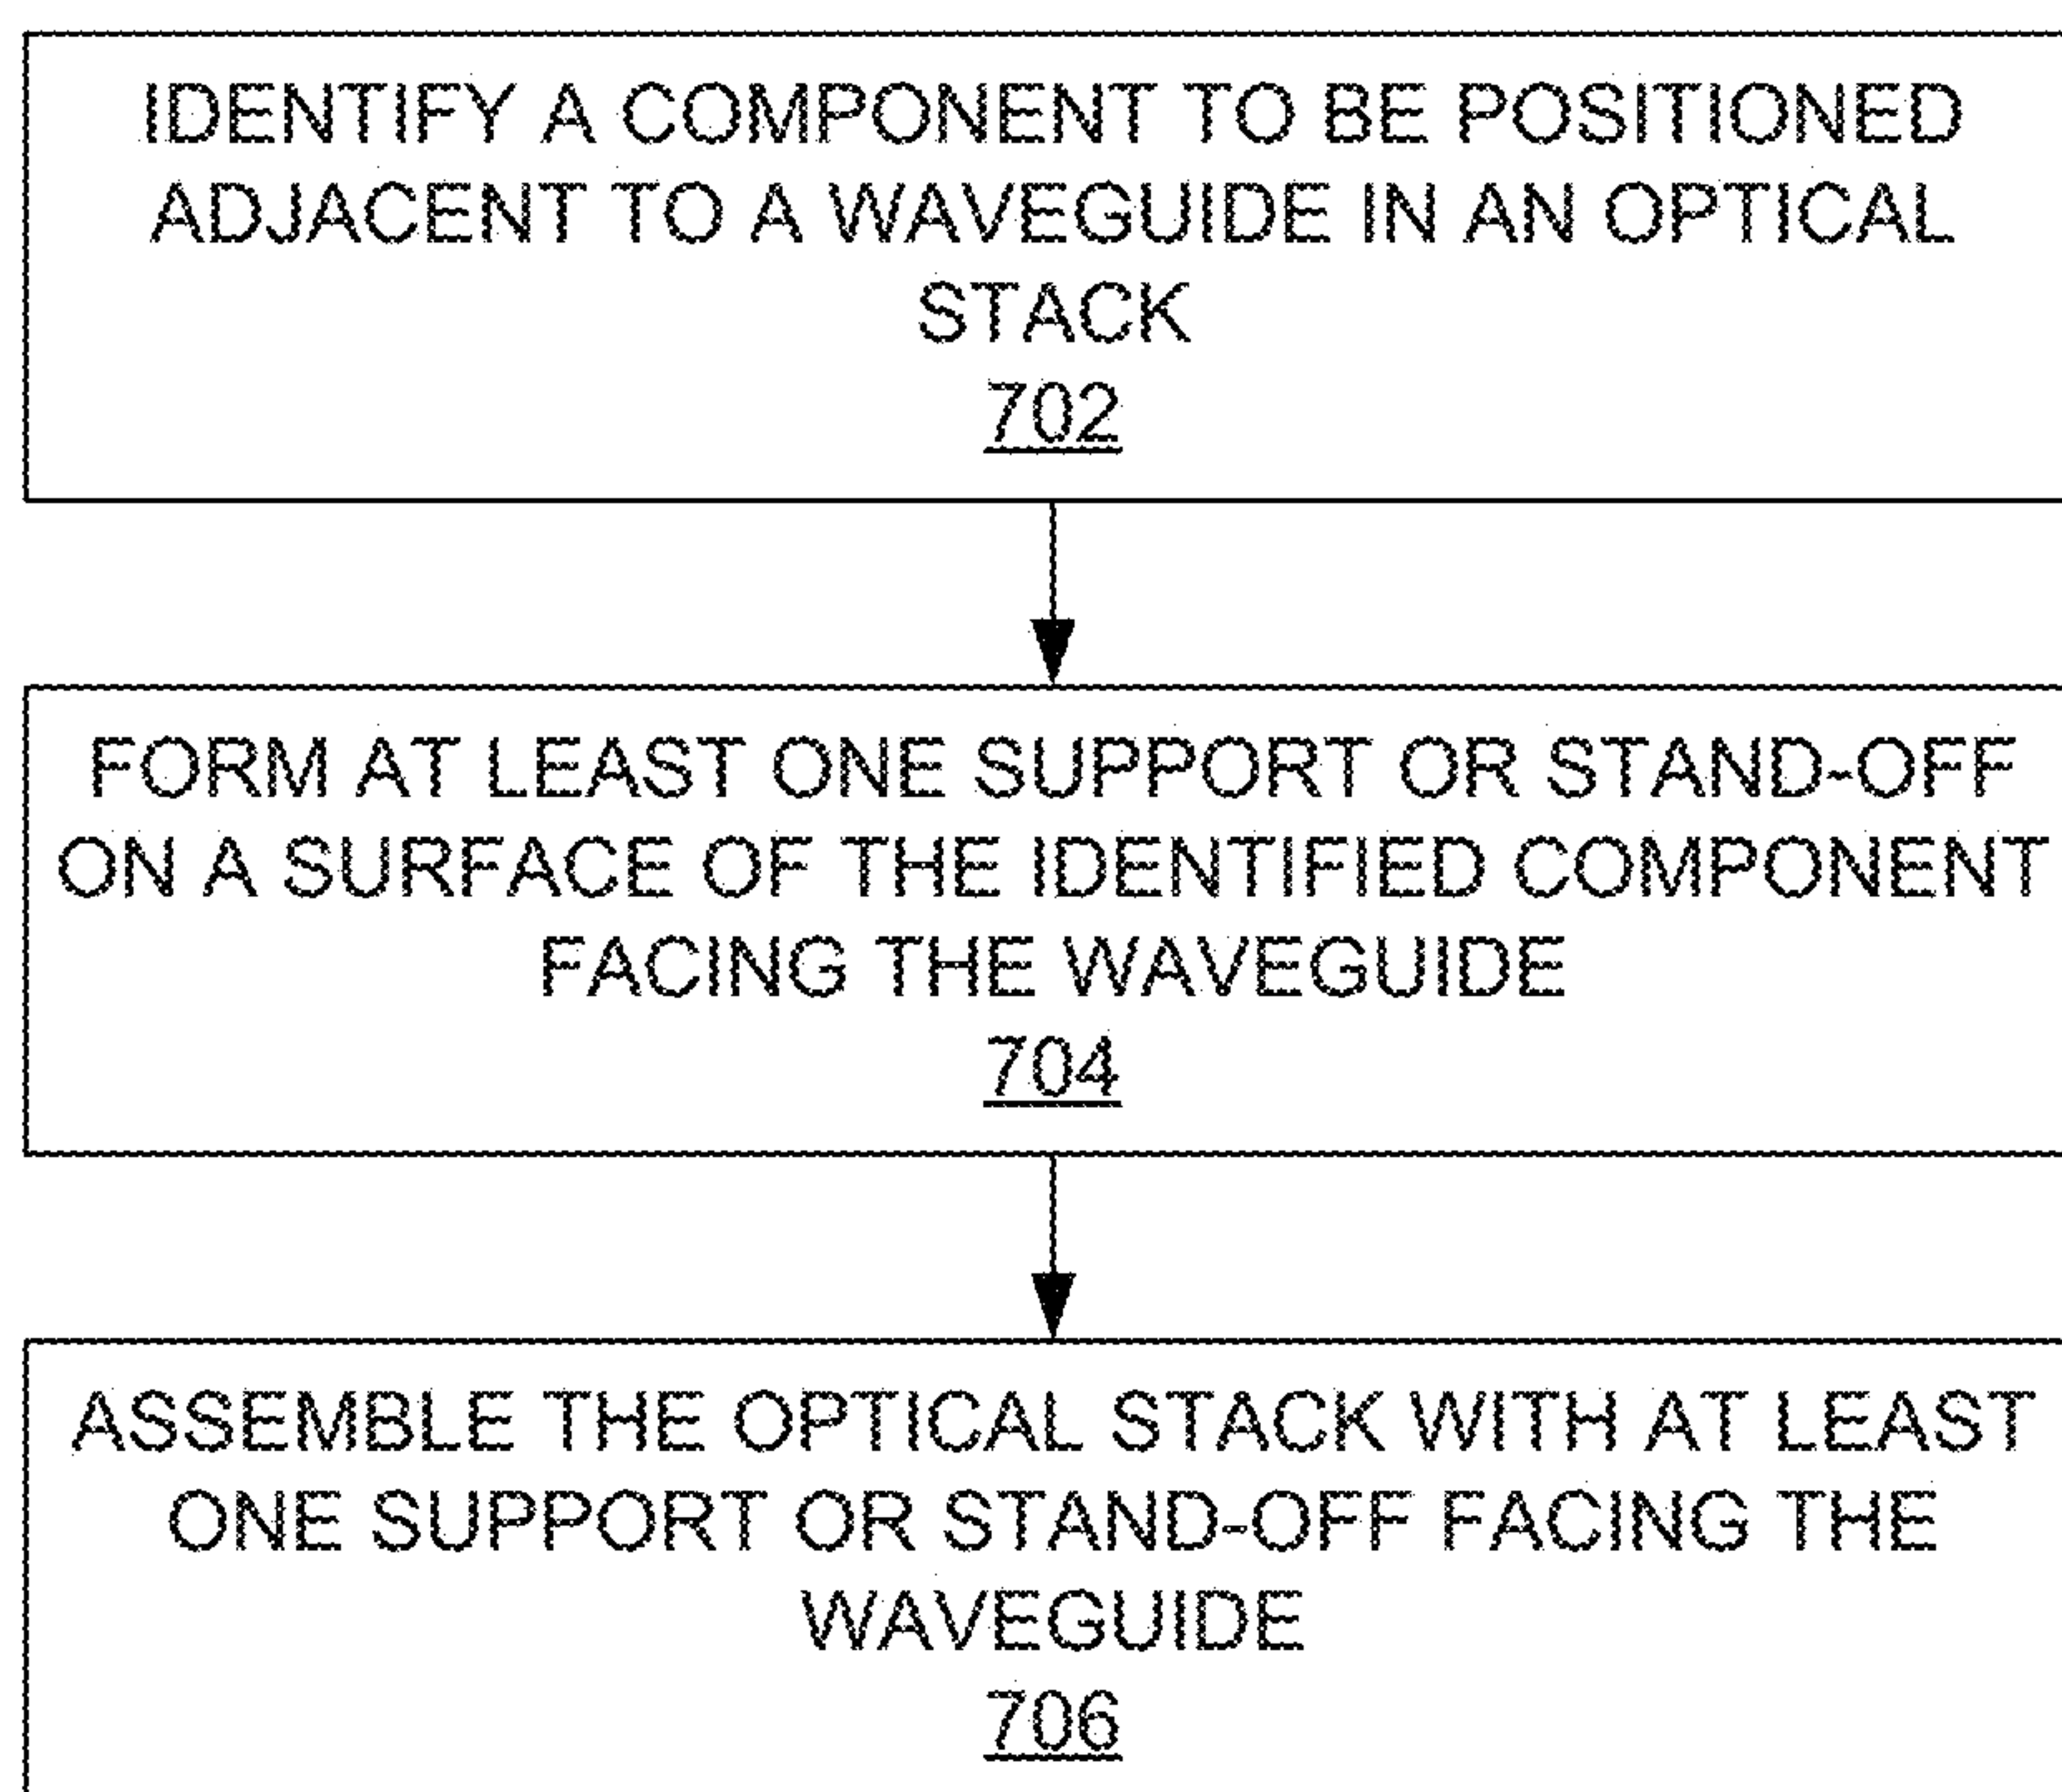 IDENTIFY A COMPONENT TO BE POSITIONED
ADJACENT TO A WAVEGUIDE IN AN OPTICAL
STACK
702
FORM AT LEAST ONE SUPPORT OR STAND-OFF
ON A SURFACE OF THE IDENTIFIED COMPONENT
FACING THE WAVEGUIDE
704
ASSEMBLE THE OPTICAL STACK WITH AT LEAST
ONE SUPPORT OR STAND-OFF FACING THE
WAVEGUIDE
706